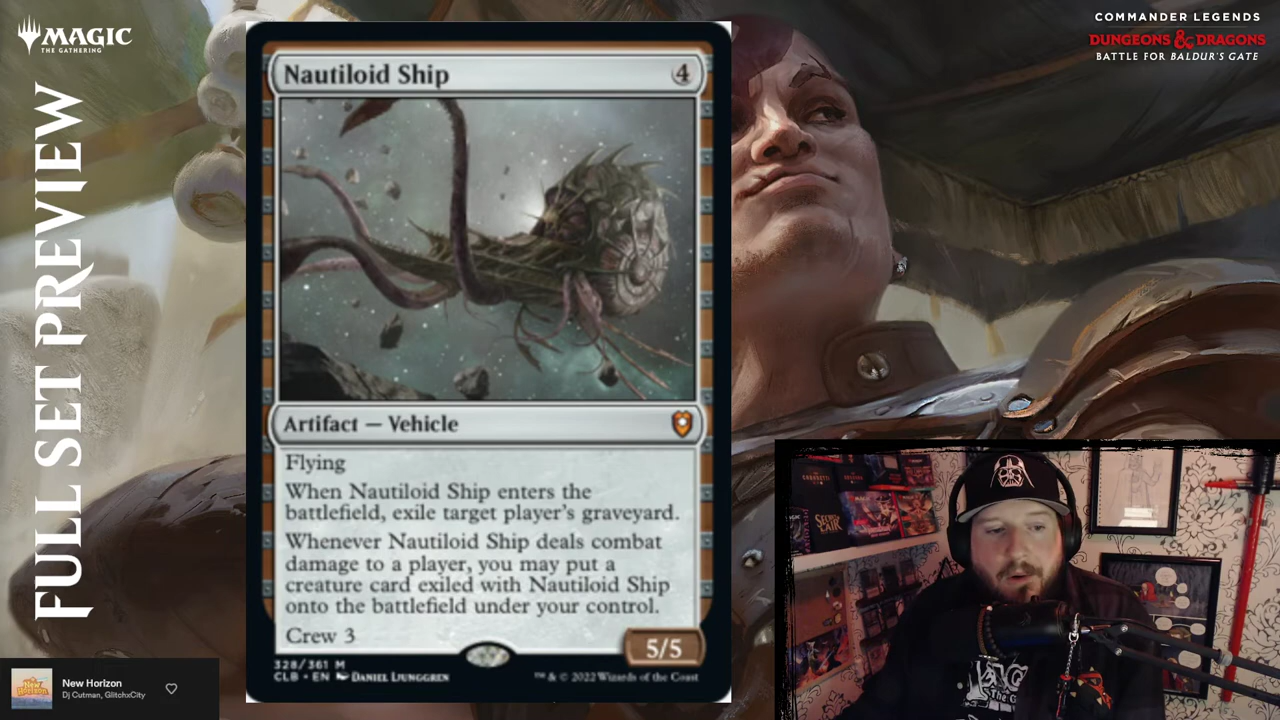 MAGIC
THE GATHERING
FULL SET PREVIEW
COMMANDER LEGENDS
DUNGEONS & DRAGONS
BATTLE FOR BALDUR'S GATE
Nautiloid Ship 4
Artifact — Vehicle
Flying
When Nautiloid Ship enters the
battlefield, exile target player's graveyard.
Whenever Nautiloid Ship deals combat
damage to a player, you may put a
creature card exiled with Nautiloid Ship
onto the battlefield under your control.
Crew 3
5/5
328/361 M
CLB • EN DANIEL LJUNGGREN
™ & © 2022 Wizards of the Coast
New Horizon
Dj Cutman, GlitchxCity
SECRET
LAIR